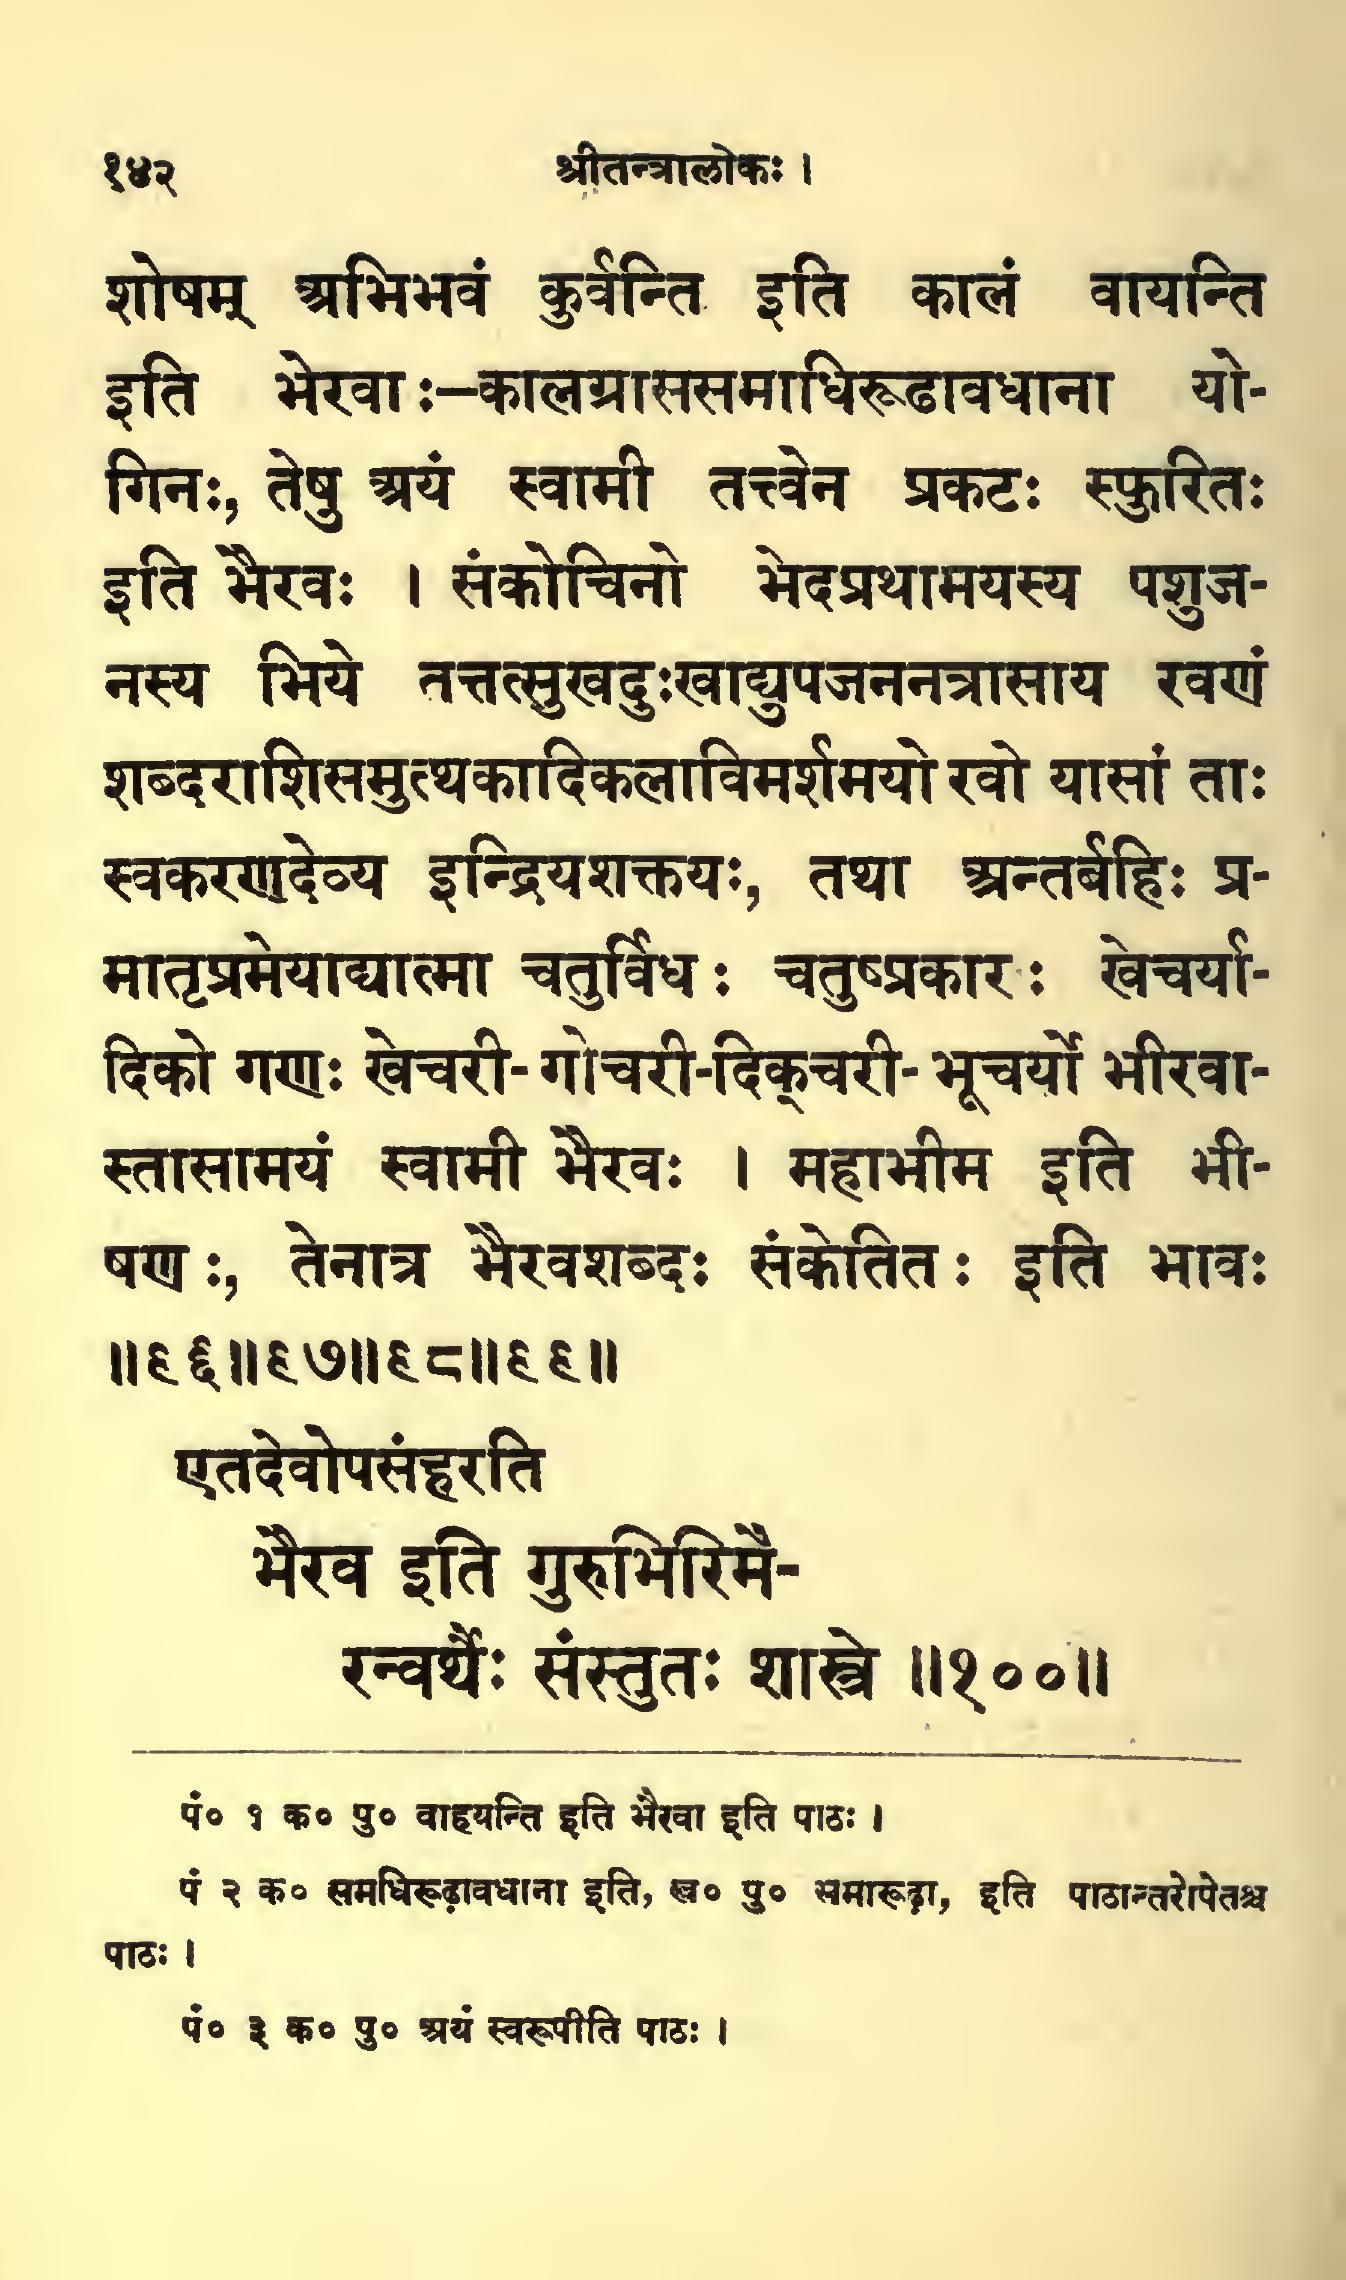 १४२ श्रीतन्त्रालोकः ।
शोषम् अभिभवं कुर्वन्ति इति कालं वायन्ति
इति भेरवाः—कालग्राससमाधिरूढावधाना यो-
गिनः, तेषु अयं स्वामी तत्त्वेन प्रकटः स्फुरितः
इति भैरवः । संकोचिनो भेदप्रथामयस्य पशुज-
नस्य भिये तत्तत्सुखदुःखाद्युपजननत्रासाय रवणं
शब्दराशिसमुत्थकादिकलाविमर्शमयो रवो यासां ताः
स्वकरणदेव्य इन्द्रियशक्तयः, तथा अन्तर्बहिः प्र-
मातृप्रमेयाद्यात्मा चतुर्विधः चतुष्प्रकारः खेचर्या-
दिको गणः खेचरी-गोचरी-दिक्चरी-भूचर्यो भीरवा-
स्तासामयं स्वामी भैरवः । महाभीम इति भी-
षणः, तेनात्र भैरवशब्दः संकेतितः इति भावः
॥९६॥९७॥९८॥९९॥
एतदेवोपसंहरति
भैरव इति गुरुभिरिमै-
रन्वर्थैः संस्तुतः शास्त्रे ॥१००॥
पं० १ क० पु० वाहयन्ति इति भैरवा इति पाठः ।
पं २ क० समधिरूढ़ावधाना इति, ख० पु० समारूढ़ा, इति पाठान्तरोपेतश्च
पाठः ।
पं० ३ क० पु० अयं स्वरूपीति पाठः ।